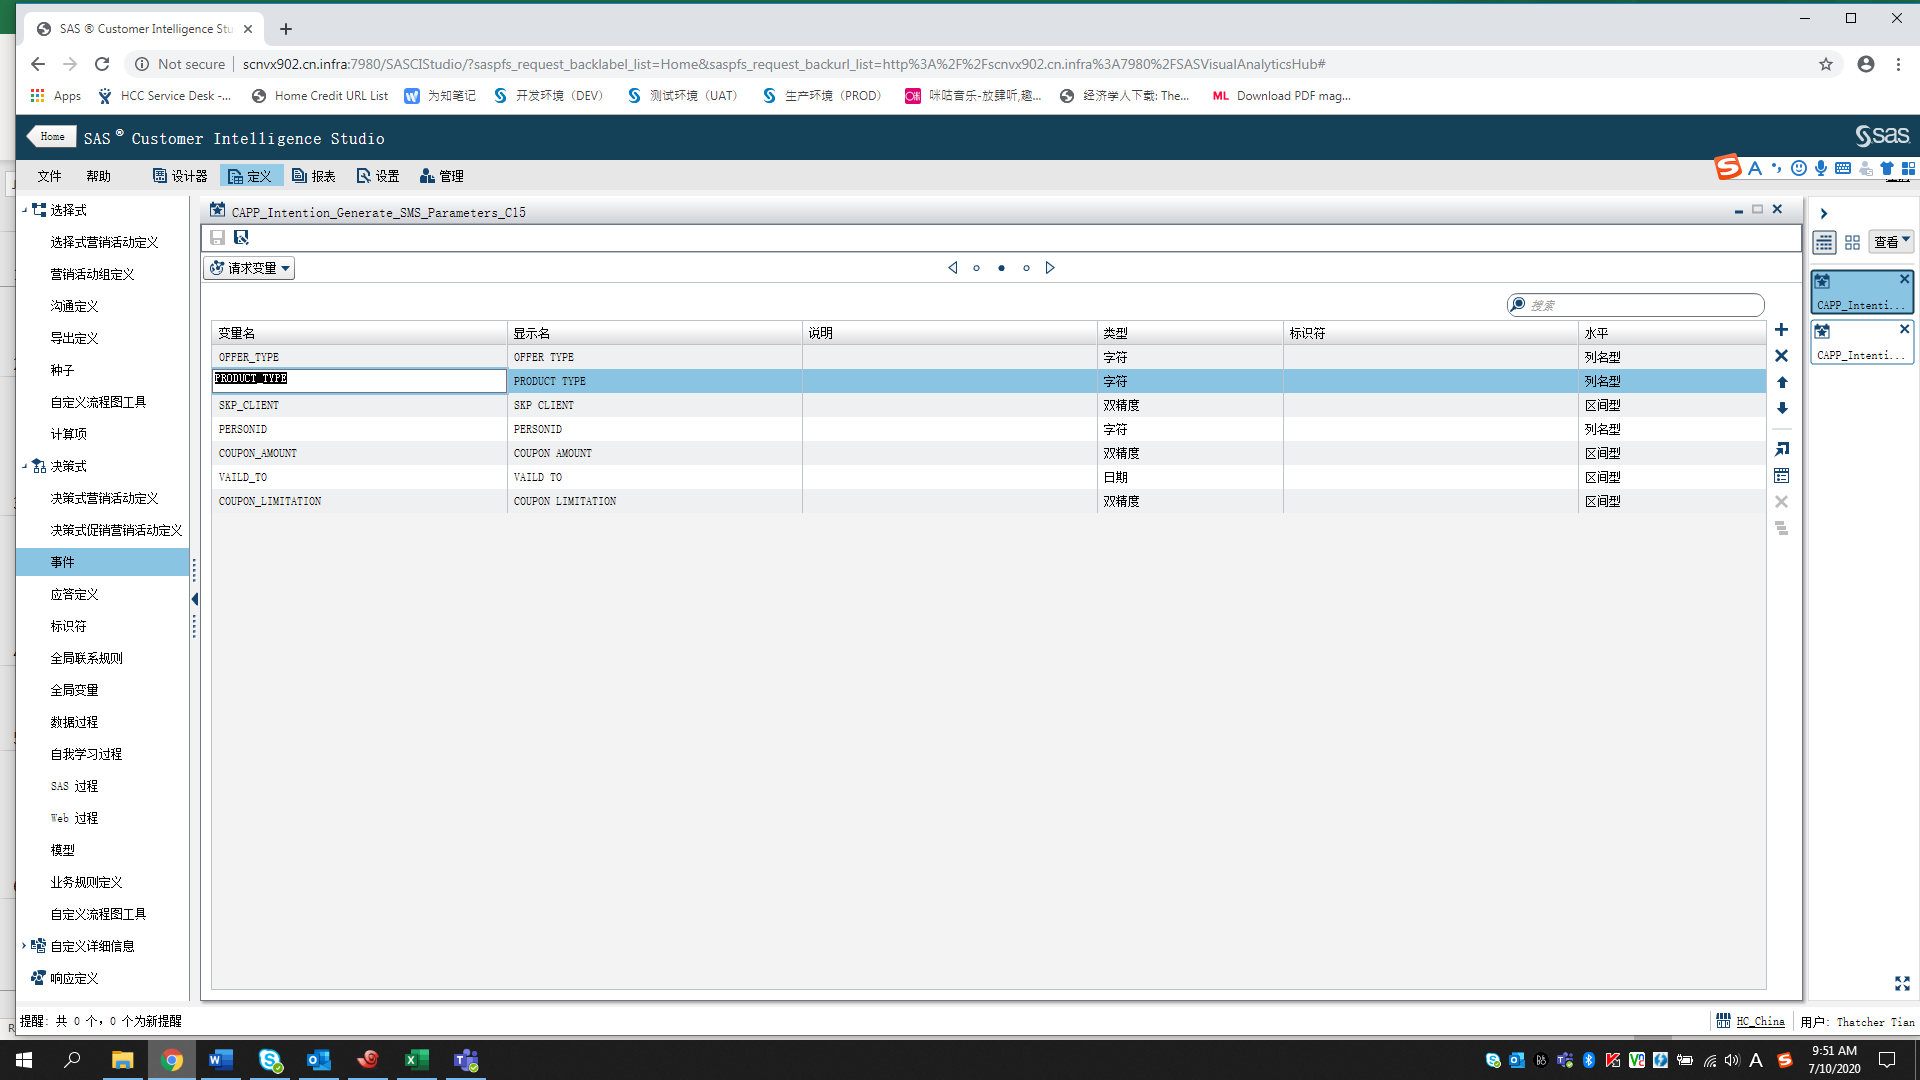 SAS ® Customer Intelligence Stu
Not secure
scnvx902.cn.infra:7980/SASCIStudio/?saspfs_request_backlabel_list=Home&saspfs_request_backurl_list=http%3A%2F%2Fscnvx902.cn.infra%3A7980%2FSASVisualAnalyticsHub#
Apps HCC Service Desk -... Home Credit URL List 为知笔记 开发环境（DEV） 测试环境（UAT） 生产环境（PROD） 咪咕音乐-放肆听,趣... 经济学人下载: The... ML Download PDF mag...
Home SAS ® Customer Intelligence Studio sas
文件 帮助 设计器 定义 报表 设置 管理
选择式
选择式营销活动定义
营销活动组定义
沟通定义
导出定义
种子
自定义流程图工具
计算项
决策式
决策式营销活动定义
决策式促销营销活动定义
事件
应答定义
标识符
全局联系规则
全局变量
数据过程
自我学习过程
SAS 过程
Web 过程
模型
业务规则定义
自定义流程图工具
自定义详细信息
响应定义
CAPP_Intention_Generate_SMS_Parameters_C15
请求变量
搜索
变量名 显示名 说明 类型 标识符 水平
OFFER_TYPE OFFER TYPE 字符 列名型
PRODUCT_TYPE PRODUCT TYPE 字符 列名型
SKP_CLIENT SKP CLIENT 双精度 区间型
PERSONID PERSONID 字符 列名型
COUPON_AMOUNT COUPON AMOUNT 双精度 区间型
VAILD_TO VAILD TO 日期 区间型
COUPON_LIMITATION COUPON LIMITATION 双精度 区间型
查看
CAPP_Intenti...
CAPP_Intenti...
提醒: 共 0 个, 0 个为新提醒
HC_China 用户: Thatcher Tian
9:51 AM
7/10/2020